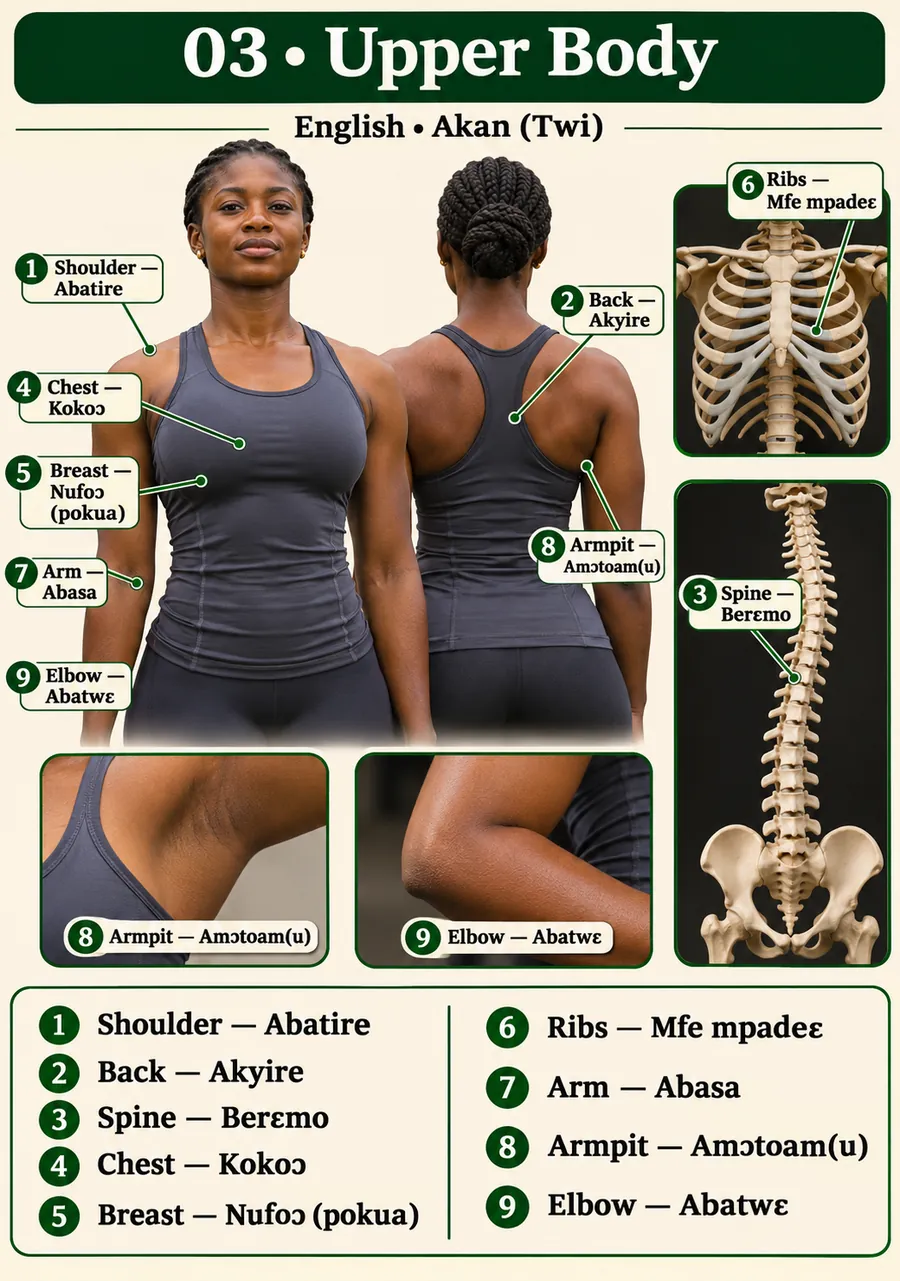 03 • Upper Body
English • Akan (Twi)
1 Shoulder —
Abatire
2 Back —
Akyire
6 Ribs —
Mfe mpadeɛ
4 Chest —
Kokoɔ
5 Breast —
Nufoɔ
(pokua)
7 Arm —
Abasa
8 Armpit —
Amɔtoam(u)
3 Spine —
Berɛmo
9 Elbow —
Abatwɛ
8 Armpit — Amɔtoam(u)
9 Elbow — Abatwɛ
1 Shoulder — Abatire
2 Back — Akyire
3 Spine — Berɛmo
4 Chest — Kokoɔ
5 Breast — Nufoɔ (pokua)
6 Ribs — Mfe mpadeɛ
7 Arm — Abasa
8 Armpit — Amɔtoam(u)
9 Elbow — Abatwɛ